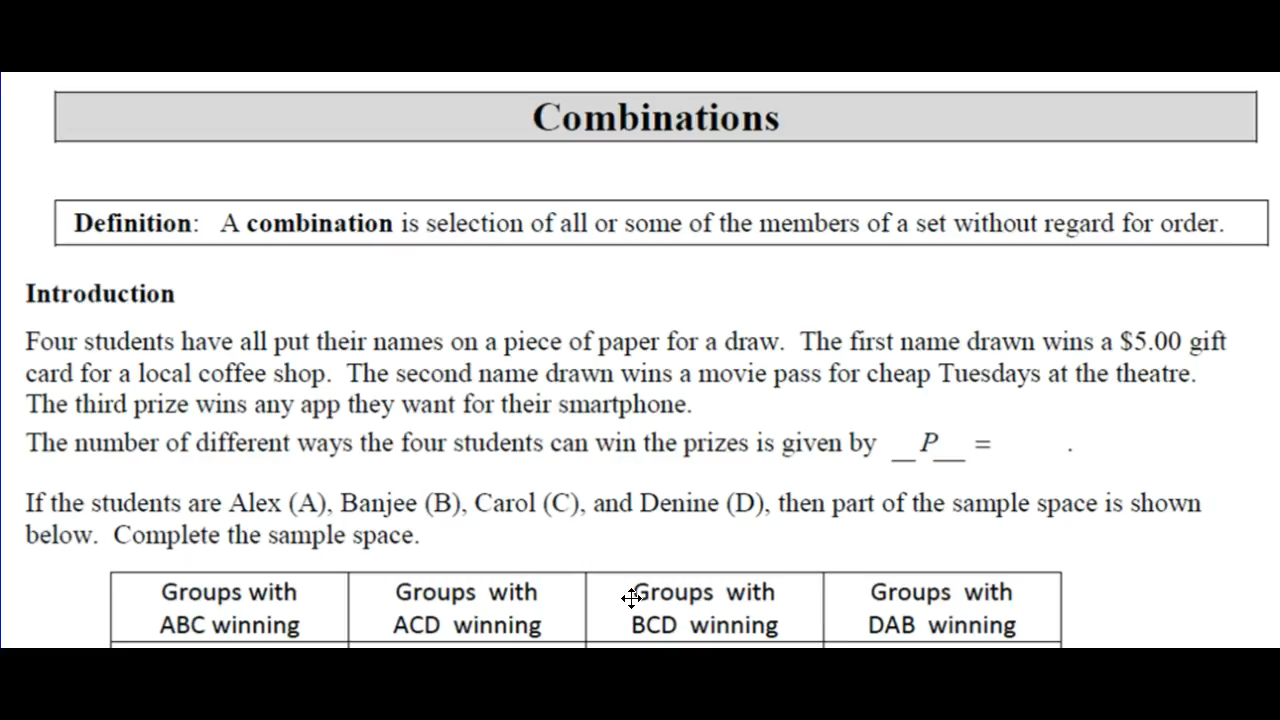 Combinations
Definition: A combination is selection of all or some of the members of a set without regard for order.
Introduction
Four students have all put their names on a piece of paper for a draw. The first name drawn wins a $5.00 gift
card for a local coffee shop. The second name drawn wins a movie pass for cheap Tuesdays at the theatre.
The third prize wins any app they want for their smartphone.
The number of different ways the four students can win the prizes is given by __P__ = .
If the students are Alex (A), Banjee (B), Carol (C), and Denine (D), then part of the sample space is shown
below. Complete the sample space.
Groups with ABC winning
Groups with ACD winning
Groups with BCD winning
Groups with DAB winning